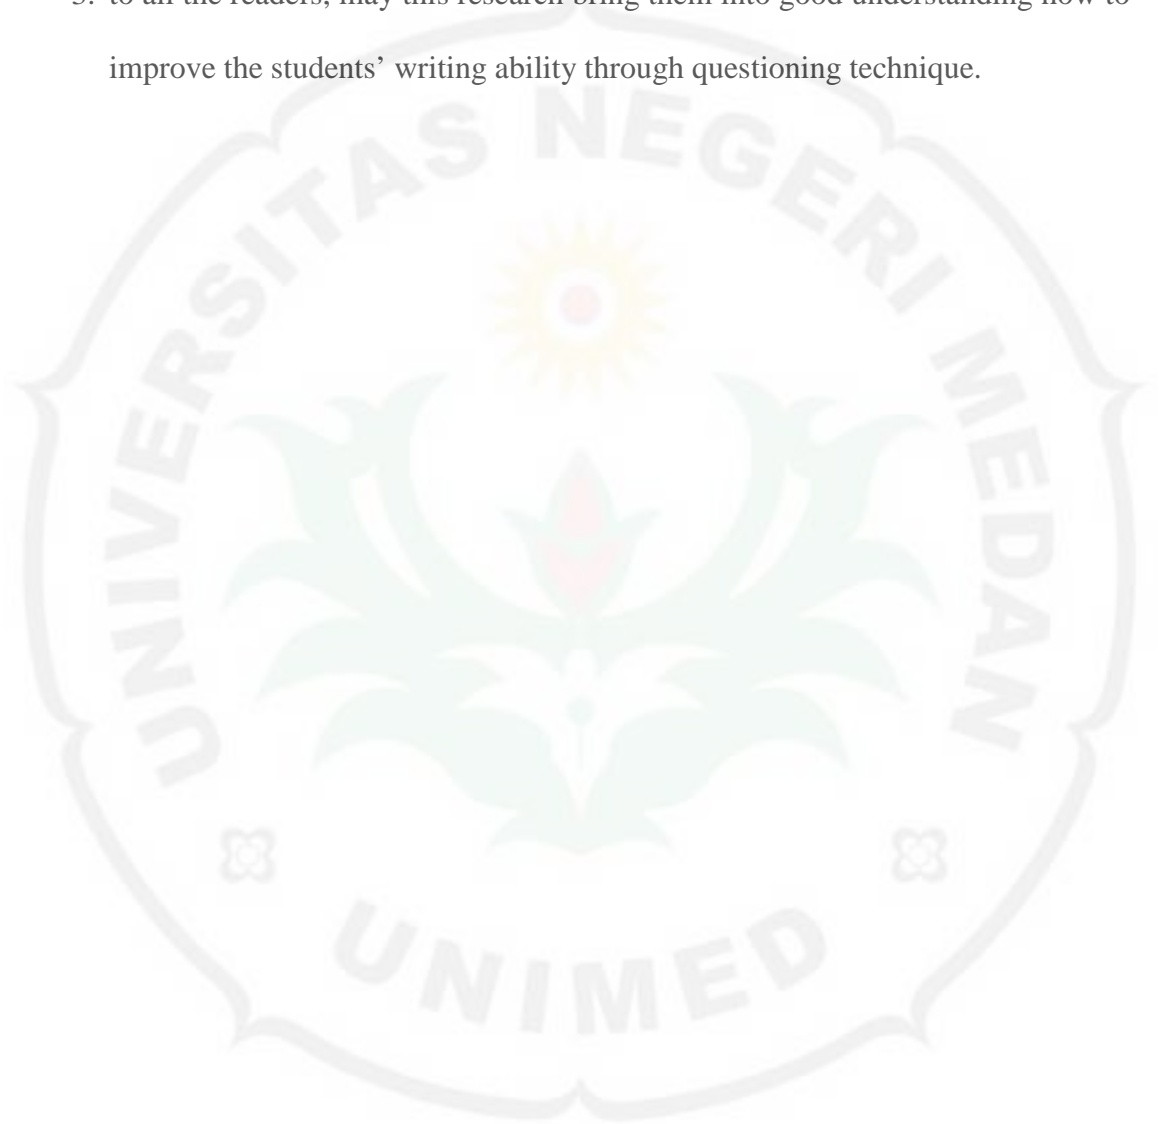 3. to all the readers, may this research bring them into good understanding how to
improve the students' writing ability through questioning technique.
UNIVERSITAS NEGERI MEDAN
UNIMED